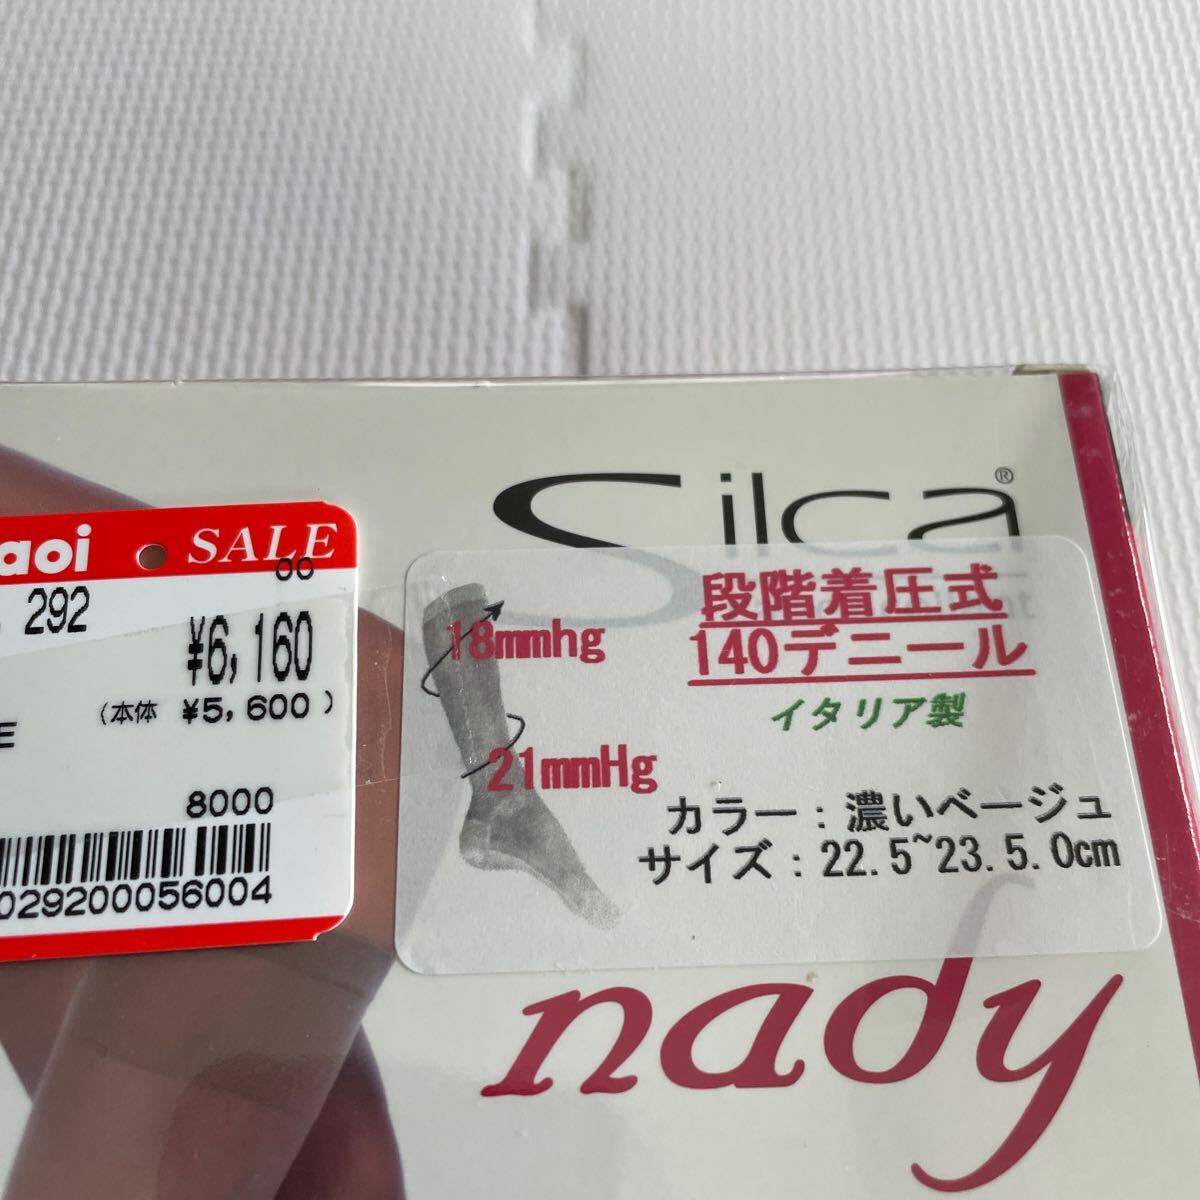 Silca®
aoi SALE
00
292
¥6,160
(本体 ¥5,600)
E
8000
029200056004
段階着圧式
140デニール
イタリア製
18mmhg
21mmHg
カラー:濃いベージュ
サイズ:22.5~23.5.0cm
nady